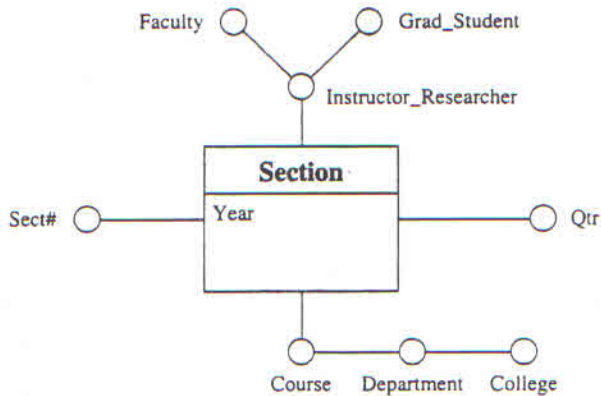 Faculty
Grad_Student
Instructor_Researcher
Section
Sect#
Year
Qtr
Course
Department
College